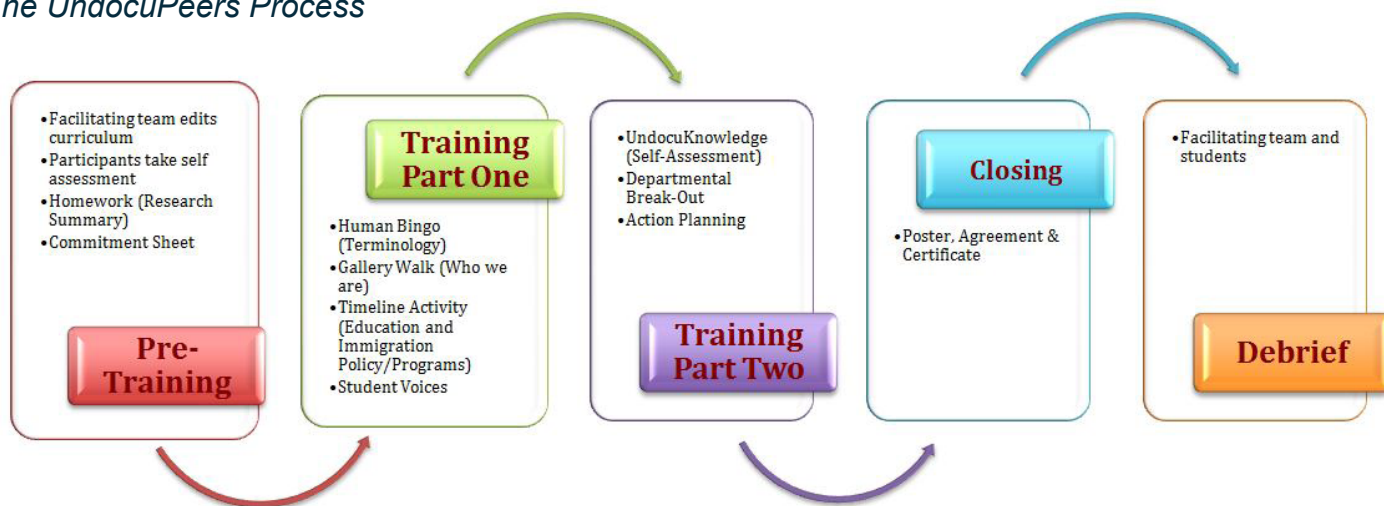 he UndocuPeers Process
•Facilitating team edits
curriculum
•Participants take self
assessment
•Homework (Research
Summary)
•Commitment Sheet
Pre-
Training
Training
Part One
•Human Bingo
(Terminology)
•Gallery Walk (Who we
are)
•Timeline Activity
(Education and
Immigration
Policy/Programs)
•Student Voices
•UndocuKnowledge
(Self-Assessment)
•Departmental
Break-Out
•Action Planning
Training
Part Two
Closing
•Poster, Agreement &
Certificate
•Facilitating team and
students
Debrief